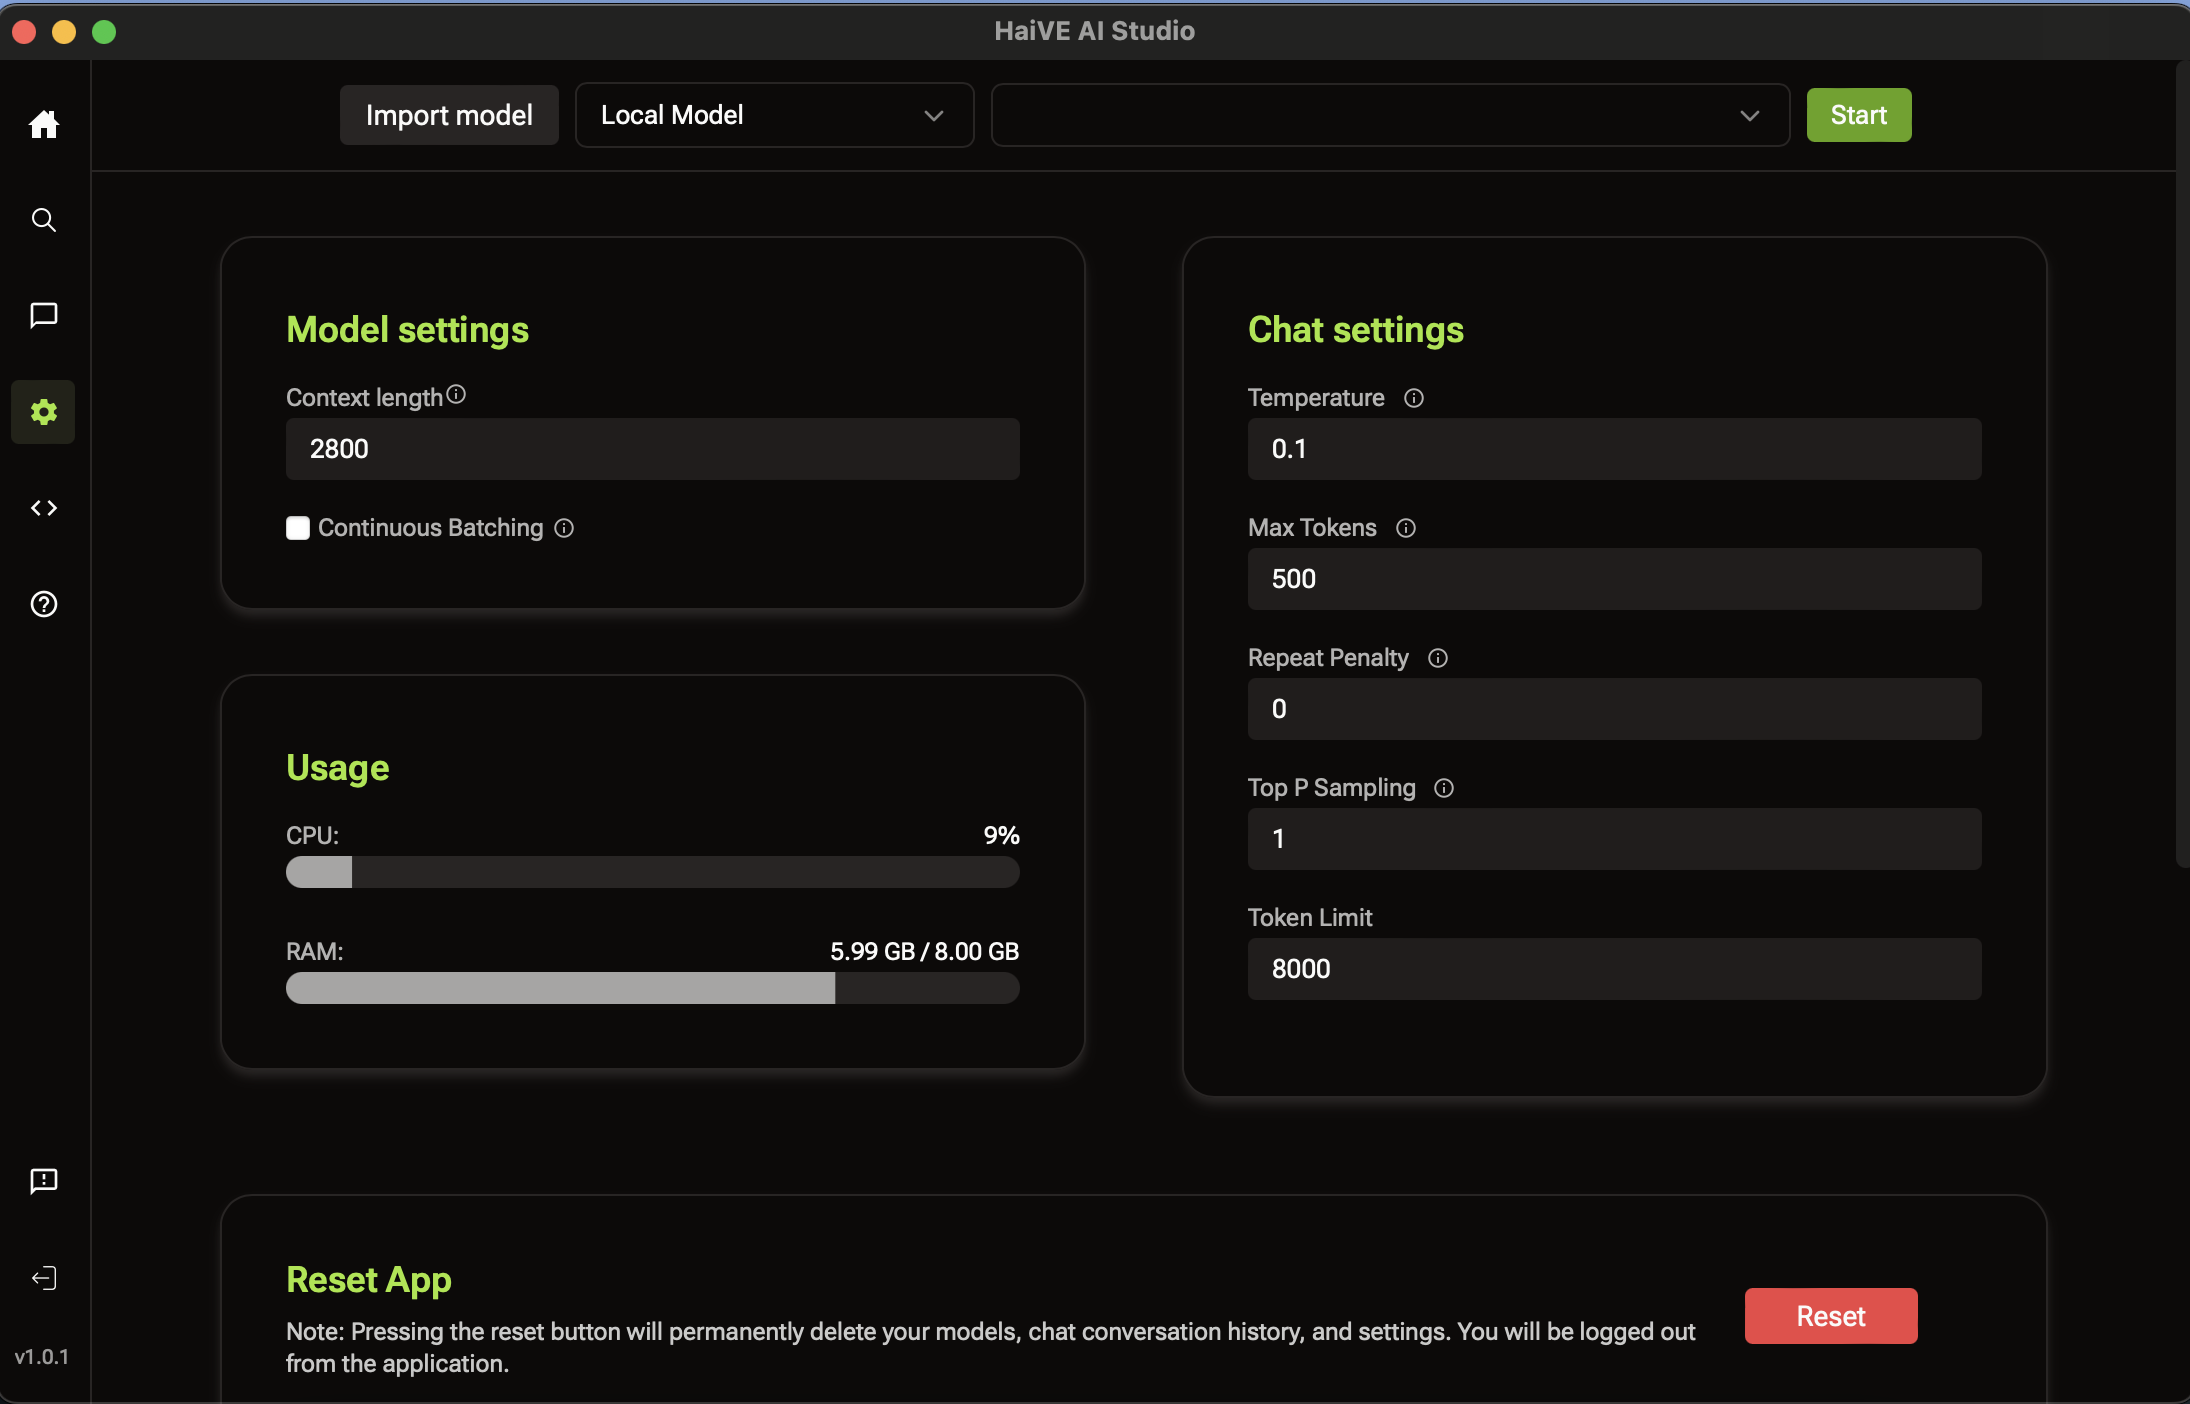 HaiVE AI Studio
Import model
Local Model
Start
Model settings
Context length
2800
Continuous Batching
Usage
CPU:
9%
RAM:
5.99 GB / 8.00 GB
Chat settings
Temperature
0.1
Max Tokens
500
Repeat Penalty
0
Top P Sampling
1
Token Limit
8000
Reset App
Note: Pressing the reset button will permanently delete your models, chat conversation history, and settings. You will be logged out
from the application.
Reset
v1.0.1